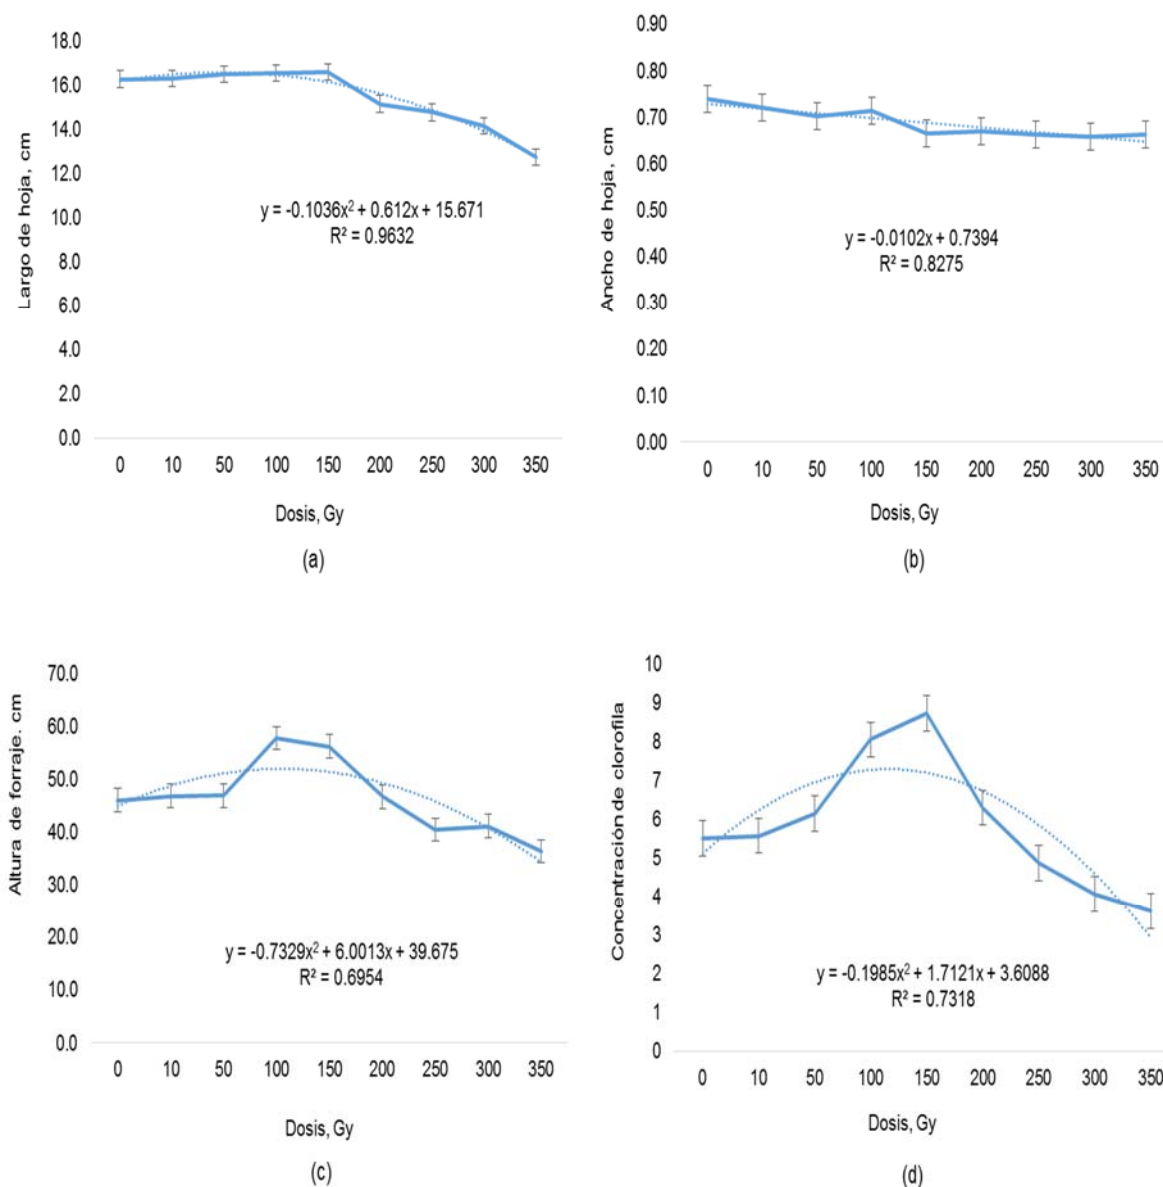 18.0
16.0
14.0
12.0
10.0
8.0
6.0
4.0
2.0
0.0
Largo de hoja, cm
y = -0.1036x² + 0.612x + 15.671
R² = 0.9632
0 10 50 100 150 200 250 300 350
Dosis, Gy
(a)
0.90
0.80
0.70
0.60
0.50
0.40
0.30
0.20
0.10
0.00
Ancho de hoja, cm
y = -0.0102x + 0.7394
R² = 0.8275
0 10 50 100 150 200 250 300 350
Dosis, Gy
(b)
70.0
60.0
50.0
40.0
30.0
20.0
10.0
0.0
Altura de forraje. cm
y = -0.7329x² + 6.0013x + 39.675
R² = 0.6954
0 10 50 100 150 200 250 300 350
Dosis, Gy
(c)
10
9
8
7
6
5
4
3
2
1
0
Concentración de clorofila
y = -0.1985x² + 1.7121x + 3.6088
R² = 0.7318
0 10 50 100 150 200 250 300 350
Dosis, Gy
(d)